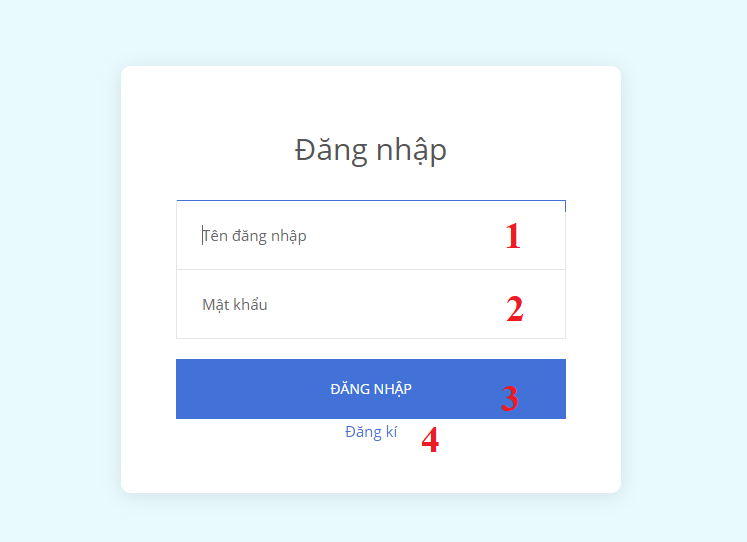 Đăng nhập
Tên đăng nhập 1
Mật khẩu 2
ĐĂNG NHẬP 3
Đăng kí 4